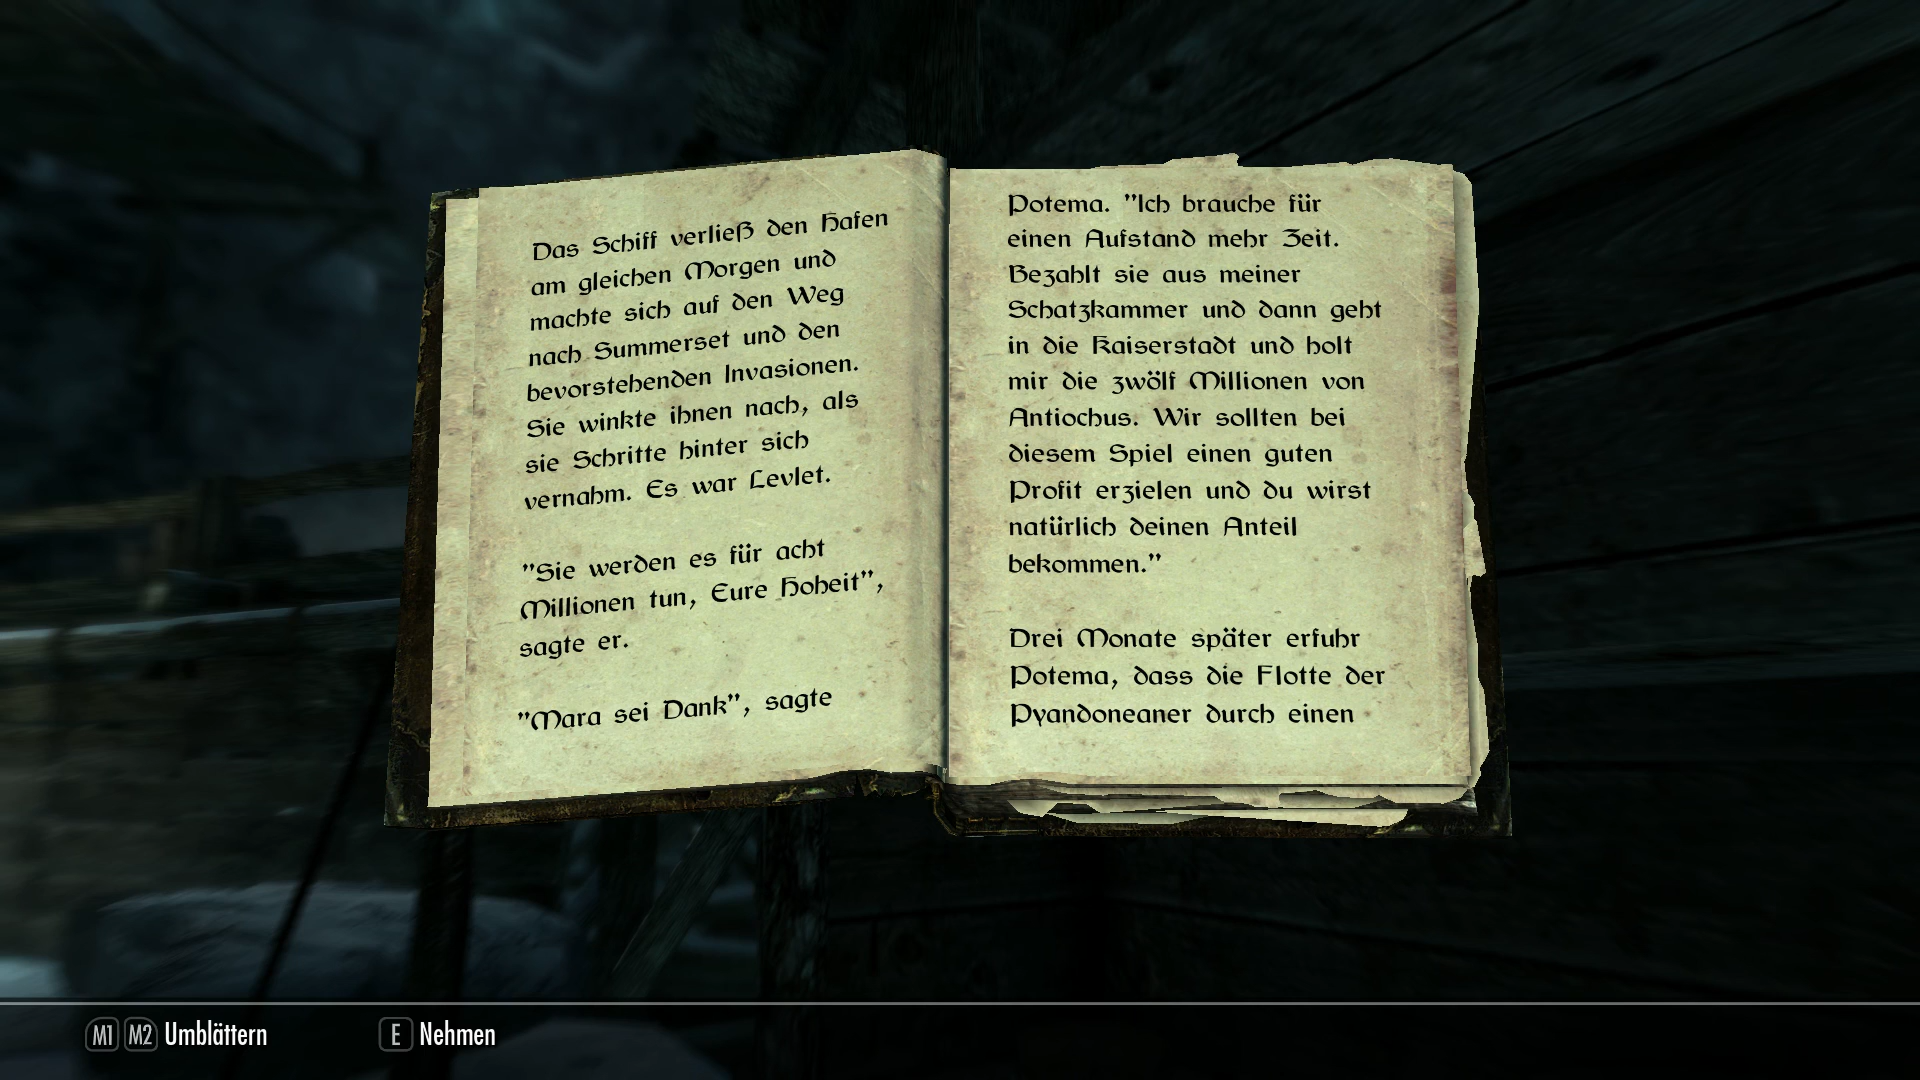 Das Schiff verließ den Hafen
am gleichen Morgen und
machte sich auf den Weg
nach Summerset und den
bevorstehenden Invasionen.
Sie winkte ihnen nach, als
sie Schritte hinter sich
vernahm. Es war Levlet.
"Sie werden es für acht
Millionen tun, Eure Hoheit",
sagte er.
"Mara sei Dank", sagte
Potema. "Ich brauche für
einen Aufstand mehr Zeit.
Bezahlt sie aus meiner
Schatzkammer und dann geht
in die Kaiserstadt und holt
mir die zwölf Millionen von
Antiochus. Wir sollten bei
diesem Spiel einen guten
Profit erzielen und du wirst
natürlich deinen Anteil
bekommen."
Drei Monate später erfuhr
Potema, dass die Flotte der
Pyandoneaner durch einen
M1 M2 Umblättern E Nehmen